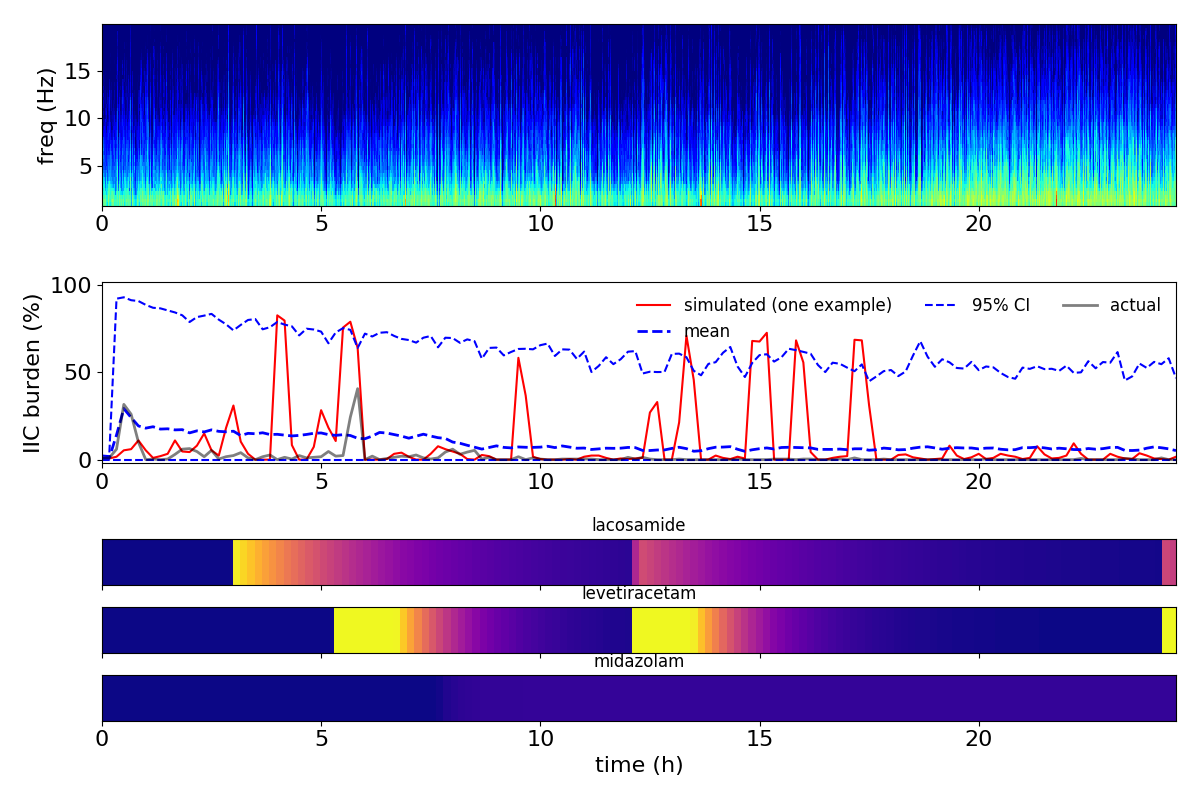 freq (Hz)
15
10
5
0 5 10 15 20
IIC burden (%)
100
50
0
simulated (one example) 95% CI actual
mean
0 5 10 15 20
lacosamide
levetiracetam
midazolam
0 5 10 15 20
time (h)